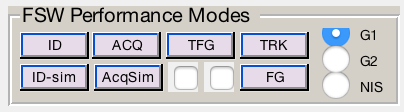 FSW Performance Modes
ID ACQ TFG TRK G1
G2
ID-sim AcqSim FG NIS